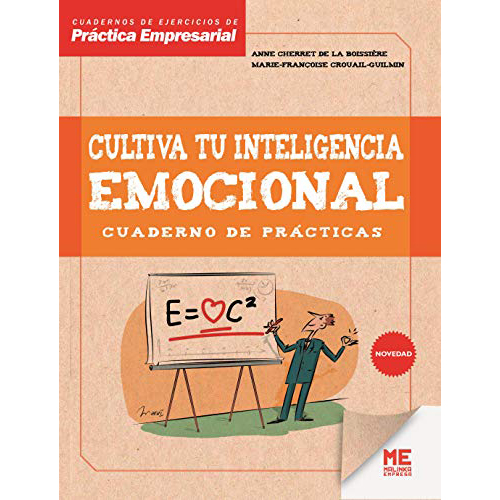 CUADERNOS DE EJERCICIOS DE
Práctica Empresarial
ANNE CHERRET DE LA BOISSIÈRE
MARIE-FRANÇOISE CROUAIL-GUILMIN
CULTIVA TU INTELIGENCIA
EMOCIONAL
CUADERNO DE PRÁCTICAS
E=♥C²
NOVEDAD
ME
MALINKA
EMPRESA